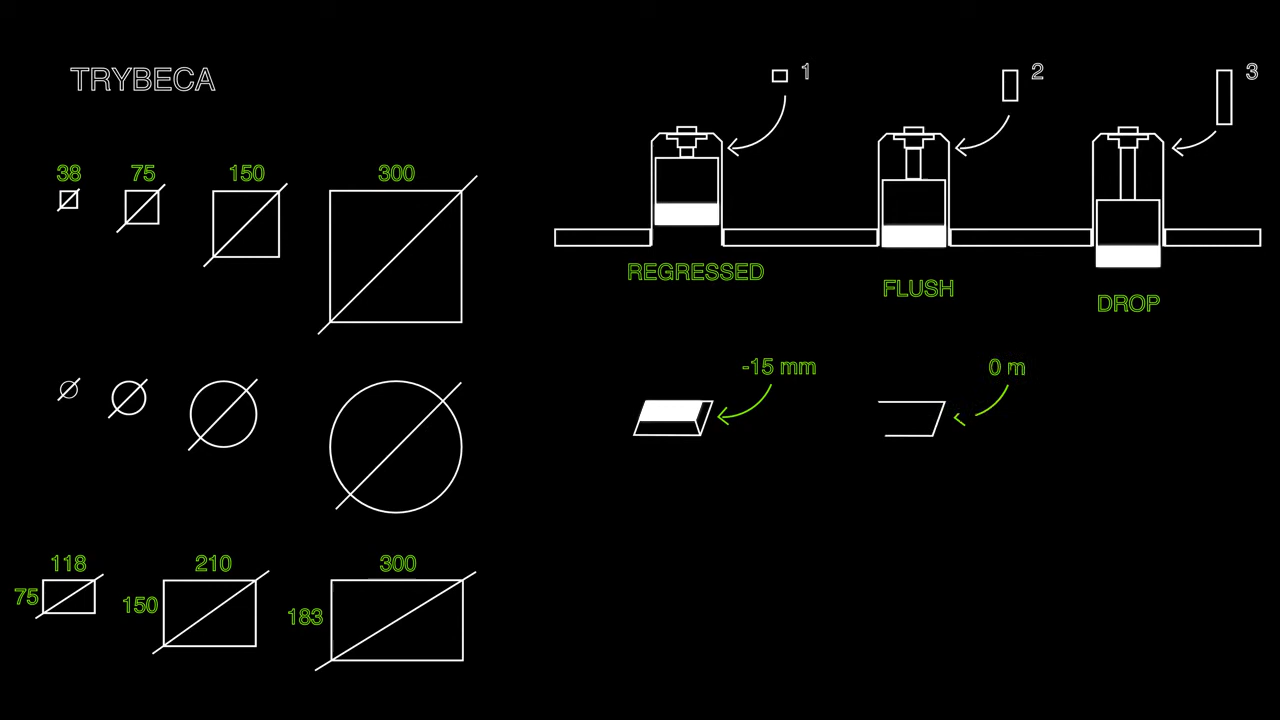 TRYBECA
38 75 150 300
118 210 300
75 150 183
1 2 3
REGRESSED FLUSH DROP
-15 mm 0 m